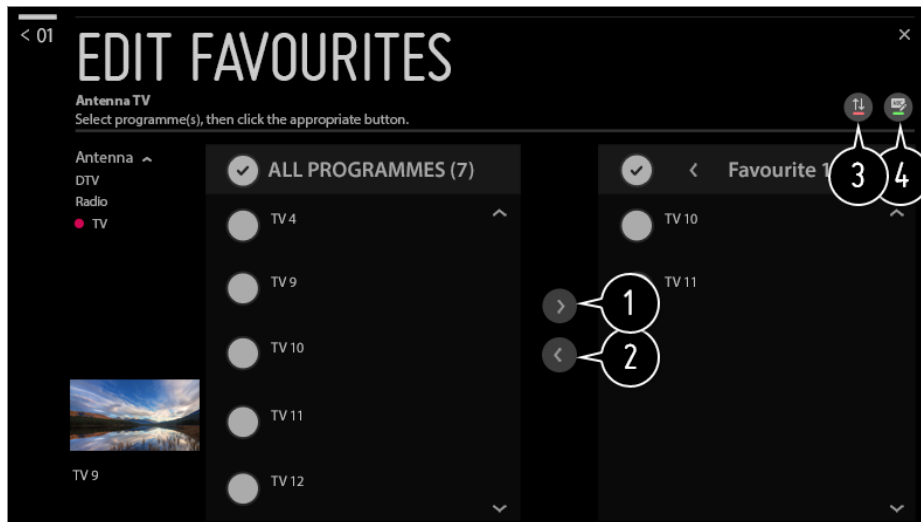 < 01
EDIT FAVOURITES
Antenna TV
Select programme(s), then click the appropriate button.
Antenna
DTV
Radio
TV
TV 9
ALL PROGRAMMES (7)
TV 4
TV 9
TV 10
TV 11
TV 12
1
2
Favourite 1
TV 10
TV 11
3
4